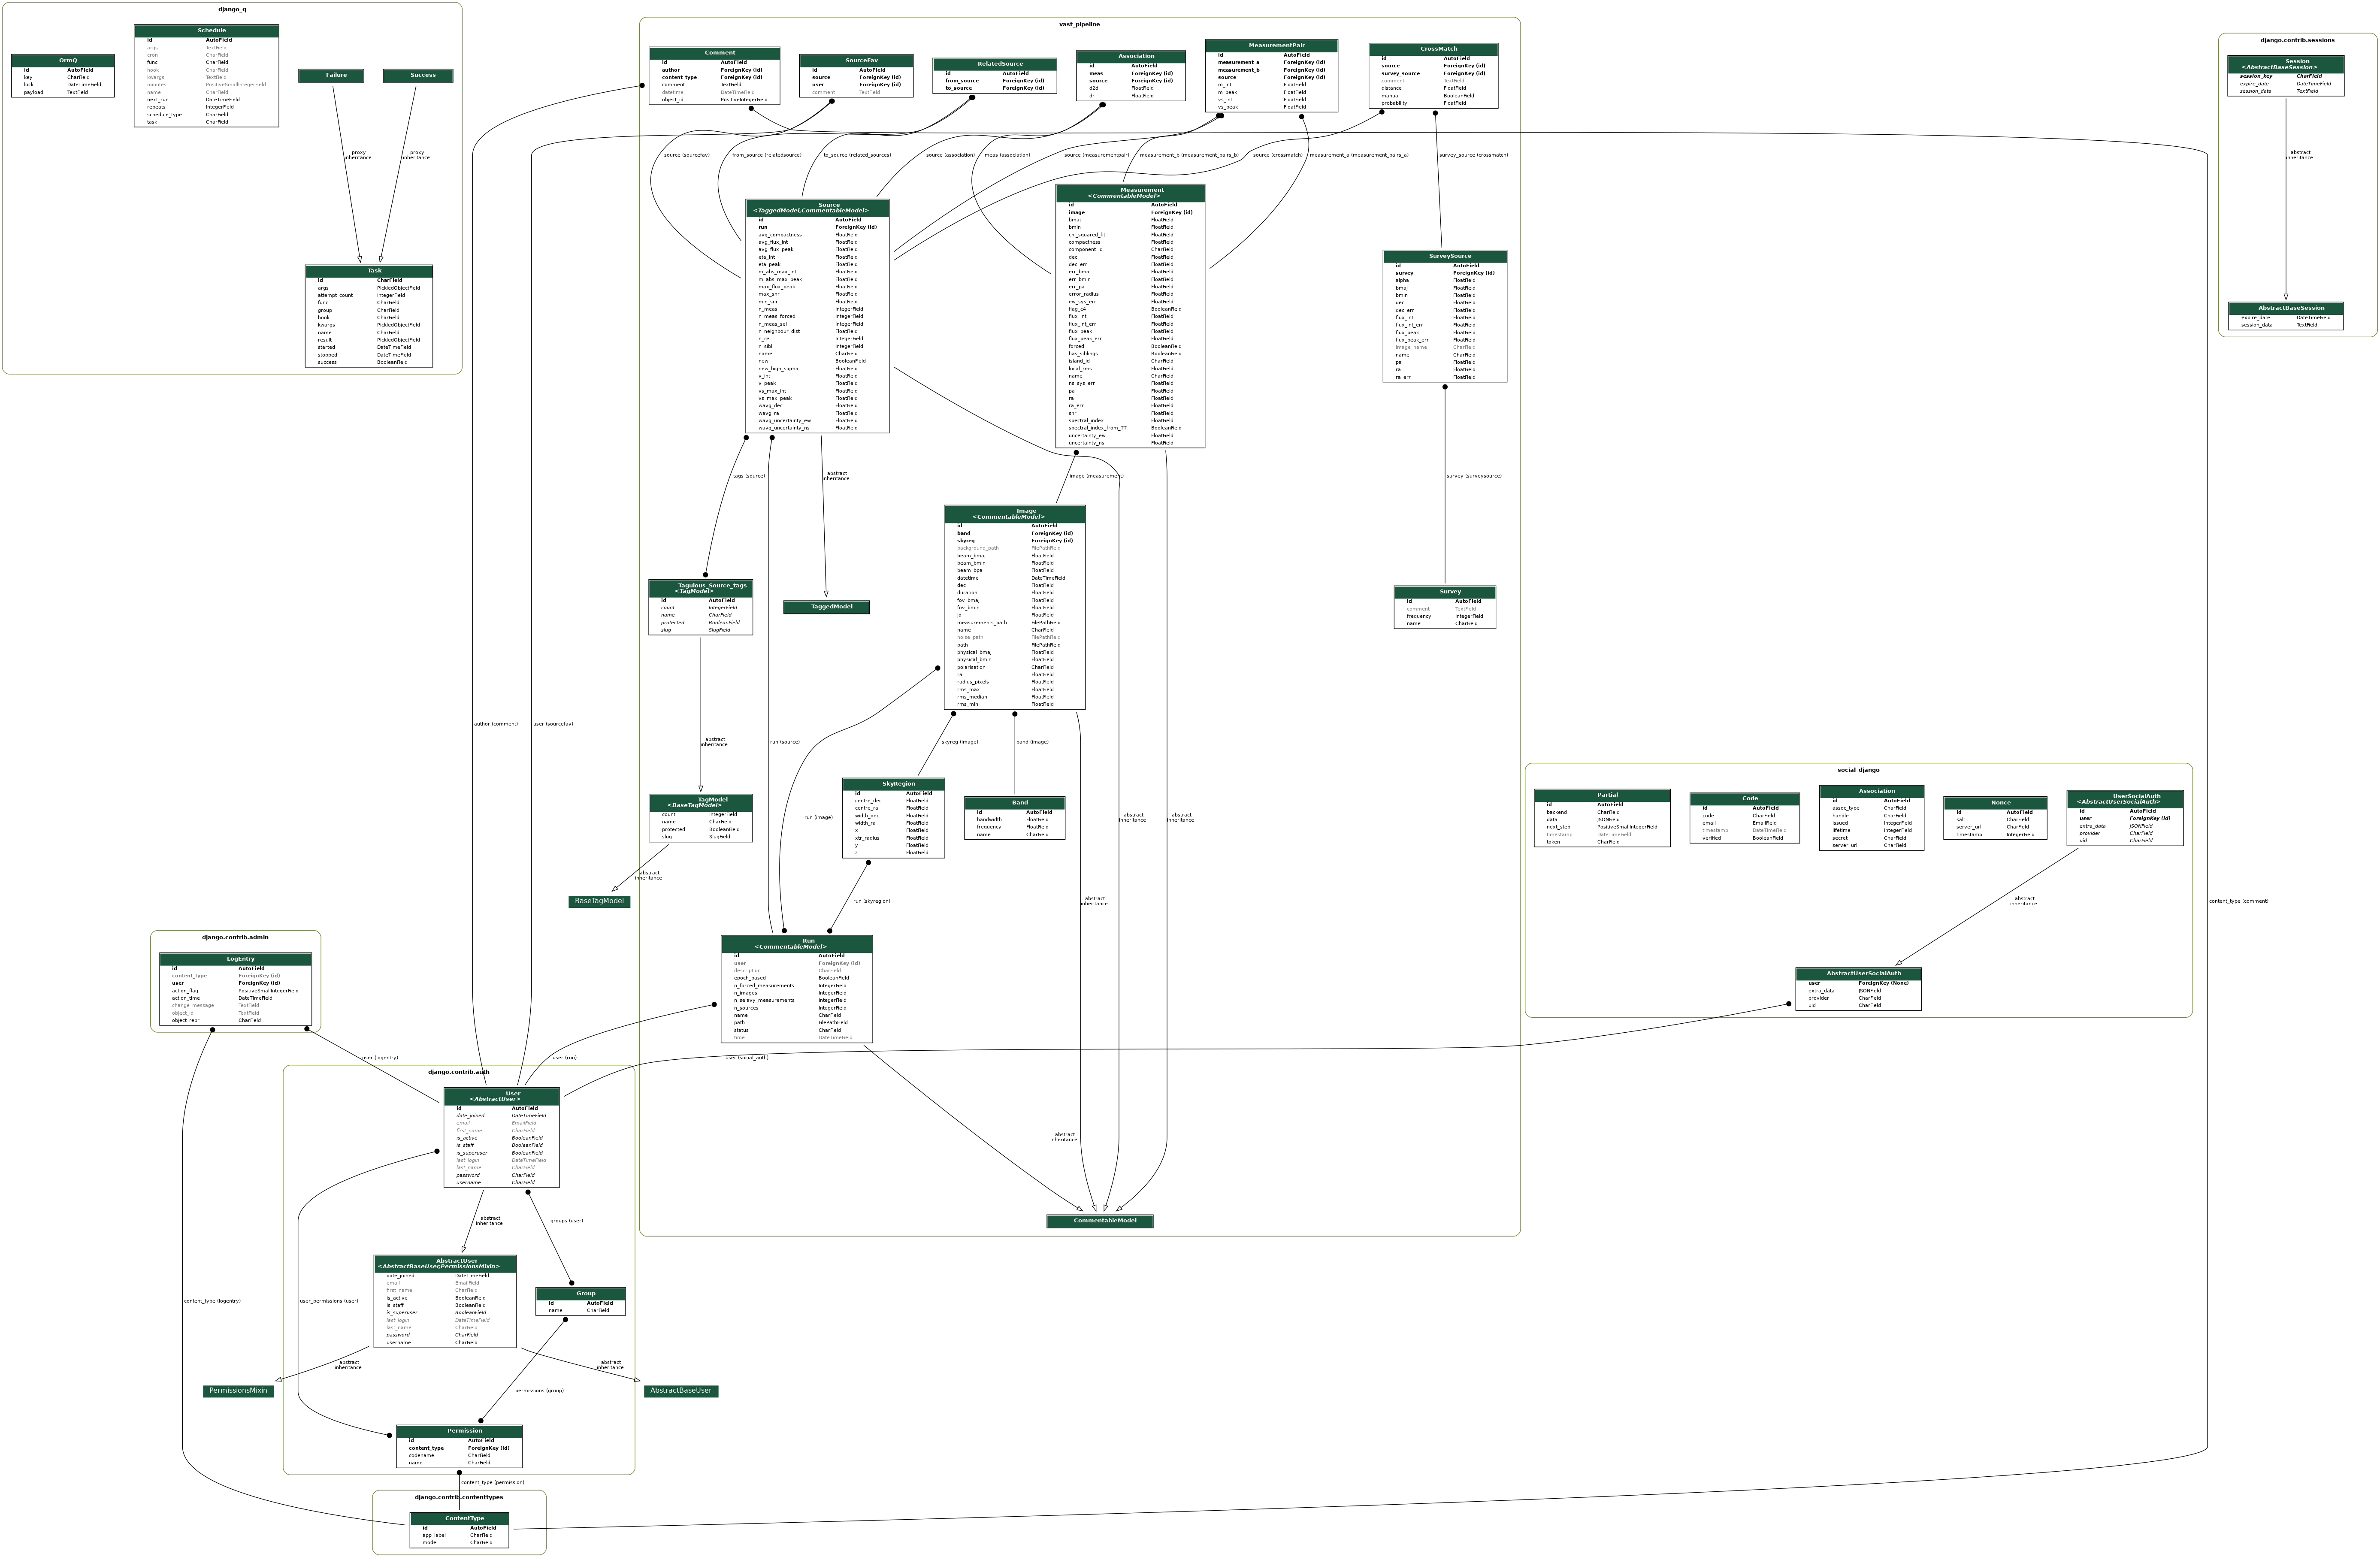 django_q
OrmQ
id AutoField
key CharField
lock DateTimeField
payload TextField
Schedule
id AutoField
args TextField
cron CharField
func CharField
hook CharField
kwargs TextField
minutes PositiveSmallIntegerField
name CharField
next_run DateTimeField
repeats IntegerField
schedule_type CharField
task CharField
Failure
Success
proxy
inheritance
proxy
inheritance
Task
id CharField
args PickledObjectField
attempt_count IntegerField
func CharField
group CharField
hook CharField
kwargs PickledObjectField
name CharField
result PickledObjectField
started DateTimeField
stopped DateTimeField
success BooleanField
vast_pipeline
Comment
id AutoField
author ForeignKey (id)
content_type ForeignKey (id)
comment TextField
datetime DateTimeField
object_id PositiveIntegerField
SourceFav
id AutoField
source ForeignKey (id)
user ForeignKey (id)
comment TextField
RelatedSource
id AutoField
from_source ForeignKey (id)
to_source ForeignKey (id)
Association
id AutoField
meas ForeignKey (id)
source ForeignKey (id)
d2d FloatField
dr FloatField
MeasurementPair
id AutoField
measurement_a ForeignKey (id)
measurement_b ForeignKey (id)
source ForeignKey (id)
m_int FloatField
m_peak FloatField
vs_int FloatField
vs_peak FloatField
CrossMatch
id AutoField
source ForeignKey (id)
survey_source ForeignKey (id)
comment TextField
distance FloatField
manual BooleanField
probability FloatField
source (sourcefav)
from_source (relatedsource)
to_source (related_sources)
source (association)
meas (association)
source (measurementpair)
measurement_b (measurement_pairs_b)
source (crossmatch)
measurement_a (measurement_pairs_a)
survey_source (crossmatch)
Source
<TaggedModel,CommentableModel>
id AutoField
run ForeignKey (id)
avg_compactness FloatField
avg_flux_int FloatField
avg_flux_peak FloatField
eta_int FloatField
eta_peak FloatField
m_abs_max_int FloatField
m_abs_max_peak FloatField
max_flux_peak FloatField
max_snr FloatField
min_snr FloatField
n_meas IntegerField
n_meas_forced IntegerField
n_meas_sel IntegerField
n_neighbour_dist FloatField
n_rel IntegerField
n_sibl IntegerField
name CharField
new BooleanField
new_high_sigma FloatField
v_int FloatField
v_peak FloatField
vs_max_int FloatField
vs_max_peak FloatField
wavg_dec FloatField
wavg_ra FloatField
wavg_uncertainty_ew FloatField
wavg_uncertainty_ns FloatField
Measurement
<CommentableModel>
id AutoField
image ForeignKey (id)
bmaj FloatField
bmin FloatField
chi_squared_fit FloatField
compactness FloatField
component_id CharField
dec FloatField
dec_err FloatField
err_bmaj FloatField
err_bmin FloatField
err_pa FloatField
error_radius FloatField
ew_sys_err FloatField
flag_c4 BooleanField
flux_int FloatField
flux_int_err FloatField
flux_peak FloatField
flux_peak_err FloatField
forced BooleanField
has_siblings BooleanField
island_id CharField
local_rms FloatField
name CharField
ns_sys_err FloatField
pa FloatField
ra FloatField
ra_err FloatField
snr FloatField
spectral_index FloatField
spectral_index_from_TT BooleanField
uncertainty_ew FloatField
uncertainty_ns FloatField
SurveySource
id AutoField
survey ForeignKey (id)
alpha FloatField
bmaj FloatField
bmin FloatField
dec FloatField
dec_err FloatField
flux_int FloatField
flux_int_err FloatField
flux_peak FloatField
flux_peak_err FloatField
image_name CharField
name CharField
pa FloatField
ra FloatField
ra_err FloatField
tags (source)
abstract
inheritance
image (measurement)
survey (surveysource)
Image
<CommentableModel>
id AutoField
band ForeignKey (id)
skyreg ForeignKey (id)
background_path FilePathField
beam_bmaj FloatField
beam_bmin FloatField
beam_bpa FloatField
datetime DateTimeField
dec FloatField
duration FloatField
fov_bmaj FloatField
fov_bmin FloatField
jd FloatField
measurements_path FilePathField
name CharField
noise_path FilePathField
path FilePathField
physical_bmaj FloatField
physical_bmin FloatField
polarisation CharField
ra FloatField
radius_pixels FloatField
rms_max FloatField
rms_median FloatField
rms_min FloatField
Tagulous_Source_tags
<TagModel>
id AutoField
count IntegerField
name CharField
protected BooleanField
slug SlugField
TaggedModel
Survey
id AutoField
comment TextField
frequency IntegerField
name CharField
author (comment)
user (sourcefav)
abstract
inheritance
run (source)
skyreg (image)
band (image)
TagModel
<BaseTagModel>
count IntegerField
name CharField
protected BooleanField
slug SlugField
run (image)
SkyRegion
id AutoField
centre_dec FloatField
centre_ra FloatField
width_dec FloatField
width_ra FloatField
x FloatField
xtr_radius FloatField
y FloatField
z FloatField
Band
id AutoField
bandwidth FloatField
frequency FloatField
name CharField
abstract
inheritance
abstract
inheritance
abstract
inheritance
BaseTagModel
run (skyregion)
abstract
inheritance
Run
<CommentableModel>
id AutoField
user ForeignKey (id)
description CharField
epoch_based BooleanField
n_forced_measurements IntegerField
n_images IntegerField
n_selavy_measurements IntegerField
n_sources IntegerField
name CharField
path FilePathField
status CharField
time DateTimeField
abstract
inheritance
CommentableModel
django.contrib.sessions
Session
<AbstractBaseSession>
session_key CharField
expire_date DateTimeField
session_data TextField
abstract
inheritance
AbstractBaseSession
expire_date DateTimeField
session_data TextField
social_django
Partial
id AutoField
backend CharField
data JSONField
next_step PositiveSmallIntegerField
timestamp DateTimeField
token CharField
Code
id AutoField
code CharField
email EmailField
timestamp DateTimeField
verified BooleanField
Association
id AutoField
assoc_type CharField
handle CharField
issued IntegerField
lifetime IntegerField
secret CharField
server_url CharField
Nonce
id AutoField
salt CharField
server_url CharField
timestamp IntegerField
UserSocialAuth
<AbstractUserSocialAuth>
id AutoField
user ForeignKey (id)
extra_data JSONField
provider CharField
uid CharField
abstract
inheritance
content_type (comment)
AbstractUserSocialAuth
user ForeignKey (None)
extra_data JSONField
provider CharField
uid CharField
django.contrib.admin
LogEntry
id AutoField
content_type ForeignKey (id)
user ForeignKey (id)
action_flag PositiveSmallIntegerField
action_time DateTimeField
change_message TextField
object_id TextField
object_repr CharField
user (logentry)
user (run)
user (social_auth)
django.contrib.auth
User
<AbstractUser>
id AutoField
date_joined DateTimeField
email EmailField
first_name CharField
is_active BooleanField
is_staff BooleanField
is_superuser BooleanField
last_login DateTimeField
last_name CharField
password CharField
username CharField
abstract
inheritance
groups (user)
AbstractUser
<AbstractBaseUser,PermissionsMixin>
date_joined DateTimeField
email EmailField
first_name CharField
is_active BooleanField
is_staff BooleanField
is_superuser BooleanField
last_login DateTimeField
last_name CharField
password CharField
username CharField
Group
id AutoField
name CharField
content_type (logentry)
user_permissions (user)
abstract
inheritance
abstract
inheritance
PermissionsMixin
permissions (group)
AbstractBaseUser
Permission
id AutoField
content_type ForeignKey (id)
codename CharField
name CharField
content_type (permission)
django.contrib.contenttypes
ContentType
id AutoField
app_label CharField
model CharField